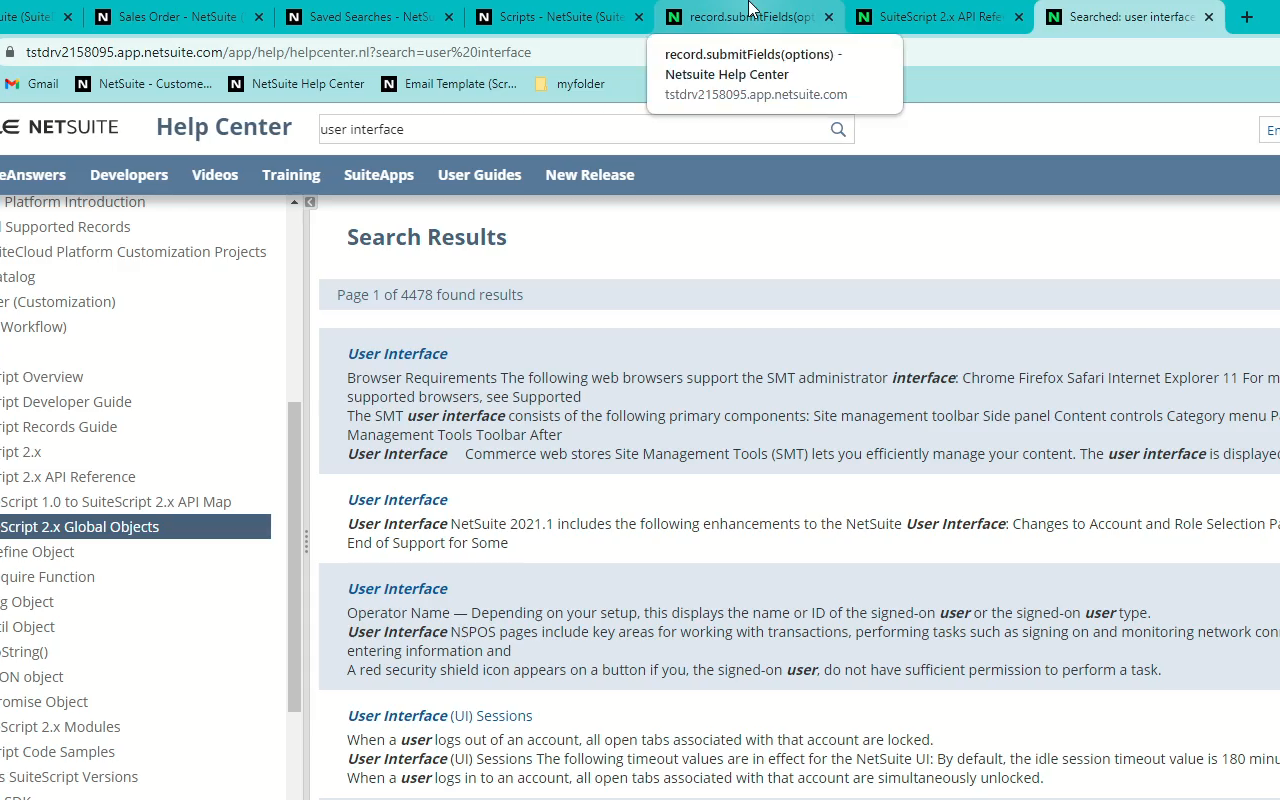 uite (Suite
Sales Order - NetSuite (
Saved Searches - NetSu
Scripts - NetSuite (Suite
record.submitFields(opt
SuiteScript 2.x API Refe
Searched: user interface
tstdrv2158095.app.netsuite.com/app/help/helpcenter.nl?search=user%20interface
record.submitFields(options) -
Netsuite Help Center
tstdrv2158095.app.netsuite.com
Gmail
NetSuite - Custome...
NetSuite Help Center
Email Template (Scr...
myfolder
LE NETSUITE
Help Center
user interface
En
eAnswers Developers Videos Training SuiteApps User Guides New Release
Platform Introduction
d Supported Records
iteCloud Platform Customization Projects
atalog
er (Customization)
(Workflow)
ript Overview
ript Developer Guide
ript Records Guide
ript 2.x
ript 2.x API Reference
Script 1.0 to SuiteScript 2.x API Map
Script 2.x Global Objects
efine Object
quire Function
g Object
til Object
oString()
ON object
romise Object
Script 2.x Modules
ript Code Samples
s SuiteScript Versions
SDK
Search Results
Page 1 of 4478 found results
User Interface
Browser Requirements The following web browsers support the SMT administrator interface: Chrome Firefox Safari Internet Explorer 11 For m
supported browsers, see Supported
The SMT user interface consists of the following primary components: Site management toolbar Side panel Content controls Category menu P
Management Tools Toolbar After
User Interface Commerce web stores Site Management Tools (SMT) lets you efficiently manage your content. The user interface is displayed
User Interface
User Interface NetSuite 2021.1 includes the following enhancements to the NetSuite User Interface: Changes to Account and Role Selection Pa
End of Support for Some
User Interface
Operator Name — Depending on your setup, this displays the name or ID of the signed-on user or the signed-on user type.
User Interface NSPOS pages include key areas for working with transactions, performing tasks such as signing on and monitoring network con
entering information and
A red security shield icon appears on a button if you, the signed-on user, do not have sufficient permission to perform a task.
User Interface (UI) Sessions
When a user logs out of an account, all open tabs associated with that account are locked.
User Interface (UI) Sessions The following timeout values are in effect for the NetSuite UI: By default, the idle session timeout value is 180 minu
When a user logs in to an account, all open tabs associated with that account are simultaneously unlocked.